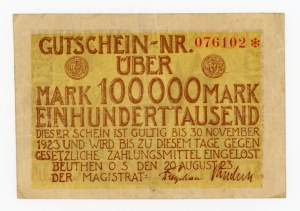 GUTSCHEIN-NR. 076102*
ÜBER
MARK 100000 MARK
EINHUNDERTTAUSEND
DIESER SCHEIN IST GÜLTIG BIS 30 NOVEMBER
1923 UND WIRD BIS ZU DIESEM TAGE GEGEN
GESETZLICHE ZAHLUNGSMITTEL EINGELÖST
BEUTHEN O. S. DEN 20 AUGUST 23
DER MAGISTRAT: